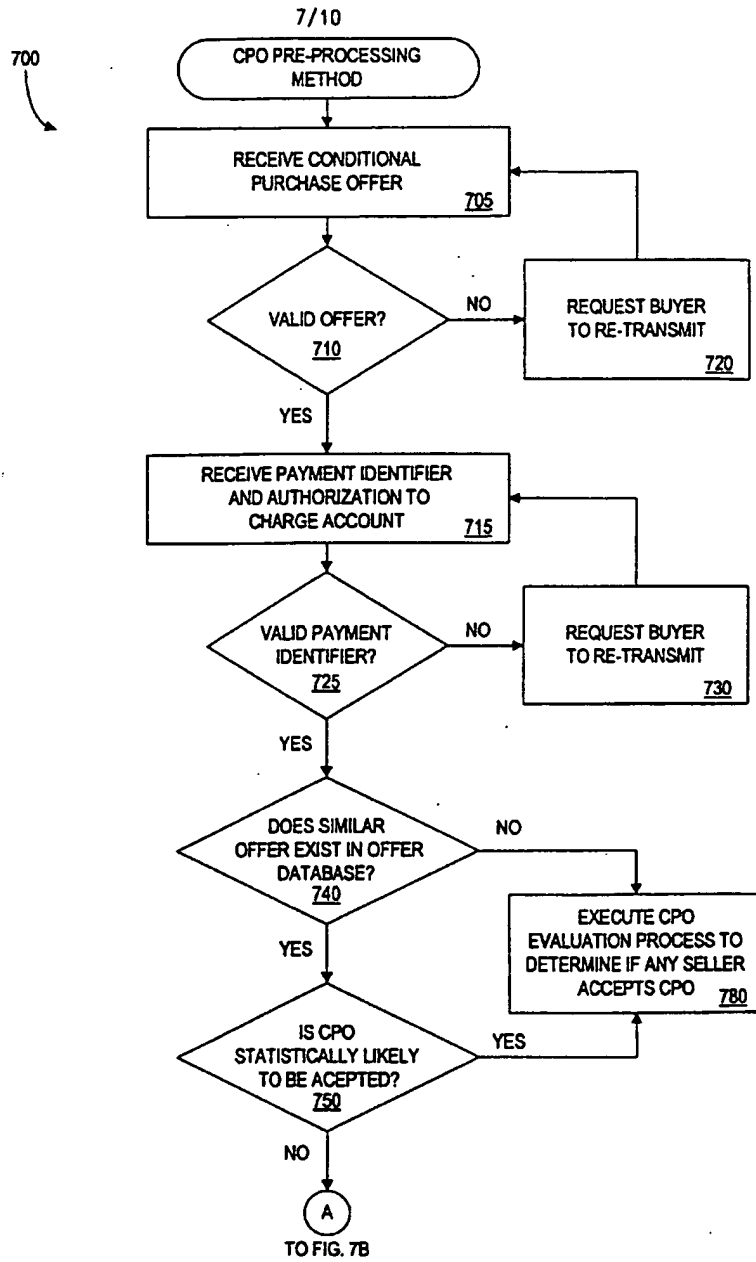 7/10
700
CPO PRE-PROCESSING
METHOD
RECEIVE CONDITIONAL
PURCHASE OFFER
705
VALID OFFER?
710
NO
REQUEST BUYER
TO RE-TRANSMIT
720
YES
RECEIVE PAYMENT IDENTIFIER
AND AUTHORIZATION TO
CHARGE ACCOUNT
715
VALID PAYMENT
IDENTIFIER?
725
NO
REQUEST BUYER
TO RE-TRANSMIT
730
YES
DOES SIMILAR
OFFER EXIST IN OFFER
DATABASE?
740
NO
EXECUTE CPO
EVALUATION PROCESS TO
DETERMINE IF ANY SELLER
ACCEPTS CPO
780
YES
IS CPO
STATISTICALLY LIKELY
TO BE ACEPTED?
750
YES
NO
A
TO FIG. 7B